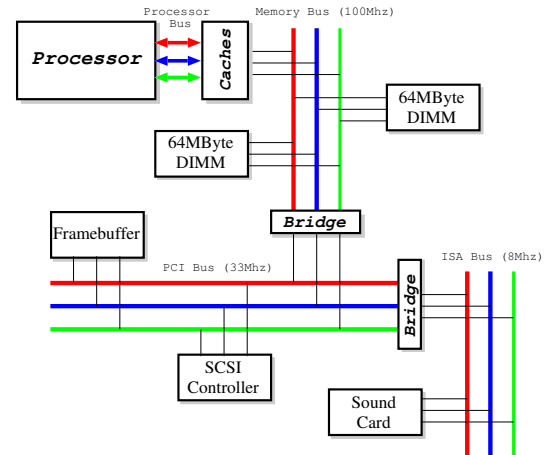 Processor
Bus
Memory Bus (100Mhz)
Processor
Caches
64MByte
DIMM
64MByte
DIMM
Bridge
Framebuffer
PCI Bus (33Mhz)
ISA Bus (8Mhz)
Bridge
SCSI
Controller
Sound
Card